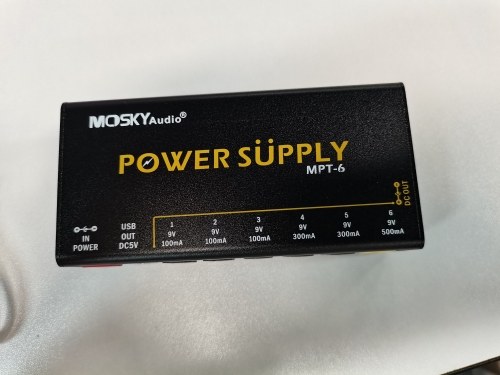 MOSKYAudio®
POWER SÜPPLY
MPT-6
DC OUT
IN
POWER
USB
OUT
DC5V
1
9V
100mA
2
9V
100mA
3
9V
100mA
4
9V
300mA
5
9V
300mA
6
9V
500mA